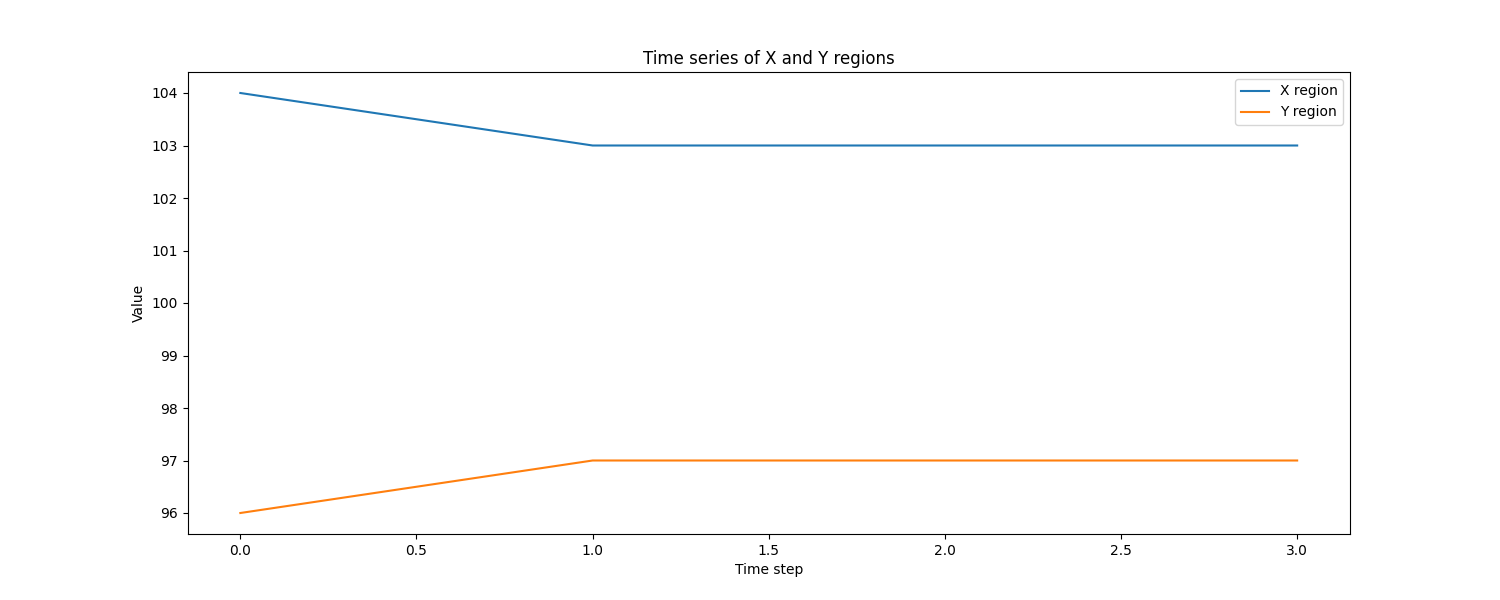 Time series of X and Y regions
X region
Y region
104
103
102
101
100
99
98
97
96
Value
0.0 0.5 1.0 1.5 2.0 2.5 3.0
Time step